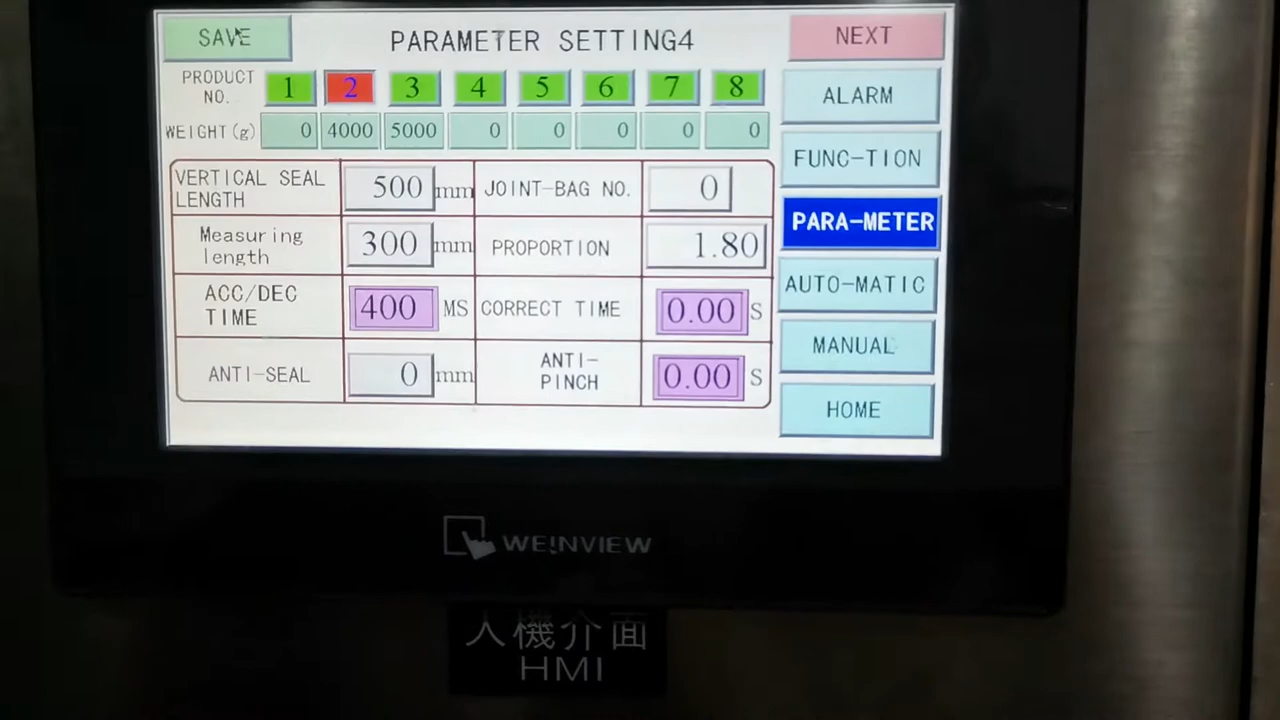 SAVE
PARAMETER SETTING4
NEXT
PRODUCT
NO.
1 2 3 4 5 6 7 8
WEIGHT(g)
0 4000 5000 0 0 0 0 0
VERTICAL SEAL
LENGTH
500 mm
JOINT-BAG NO.
0
Measuring
length
300 mm
PROPORTION
1.80
ACC/DEC
TIME
400 MS
CORRECT TIME
0.00 S
ANTI-SEAL
0 mm
ANTI-
PINCH
0.00 S
ALARM
FUNC-TION
PARA-METER
AUTO-MATIC
MANUAL
HOME
WEINVIEW
人機介面
HMI